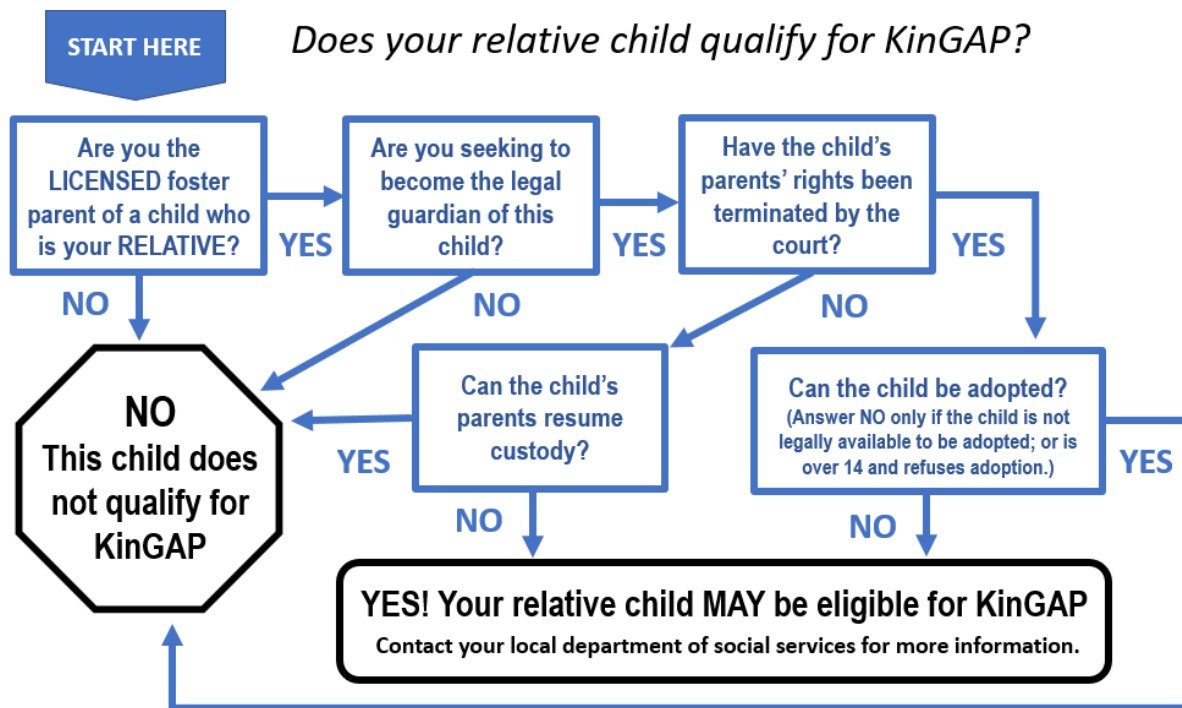 START HERE
Does your relative child qualify for KinGAP?
Are you the
LICENSED foster
parent of a child who
is your RELATIVE?
YES
NO
Are you seeking to
become the legal
guardian of this
child?
YES
NO
Have the child's
parents' rights been
terminated by the
court?
YES
NO
NO
This child does
not qualify for
KinGAP
Can the child's
parents resume
custody?
YES
NO
Can the child be adopted?
(Answer NO only if the child is not
legally available to be adopted; or is
over 14 and refuses adoption.)
YES
NO
YES! Your relative child MAY be eligible for KinGAP
Contact your local department of social services for more information.